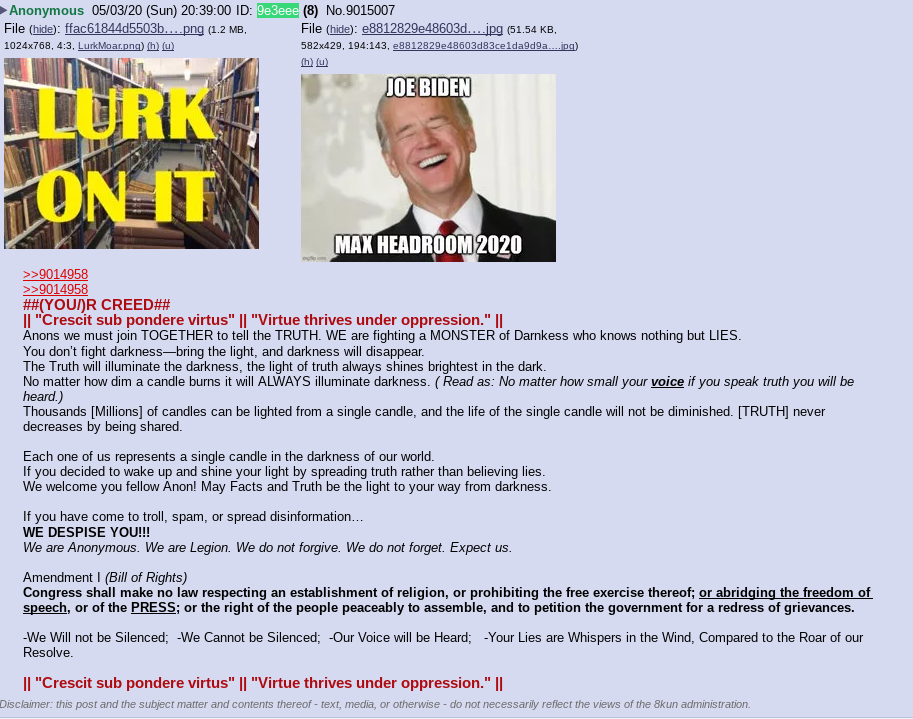 Anonymous 05/03/20 (Sun) 20:39:00 ID: 9e3eee (8) No.9015007
File (hide): ffac61844d5503b‥‥.png (1.2 MB,
1024x768, 4:3, LurkMoar.png) (h) (u)
LURK
ON IT
File (hide): e8812829e48603d‥‥.jpg (51.54 KB,
582x429, 194:143, e8812829e48603d83ce1da9d9a….jpg)
(h) (u)
JOE BIDEN
MAX HEADROOM 2020
imgflip.com
>>9014958
>>9014958
##(YOU/)R CREED##
|| "Crescit sub pondere virtus" || "Virtue thrives under oppression." ||
Anons we must join TOGETHER to tell the TRUTH. WE are fighting a MONSTER of Darnkess who knows nothing but LIES.
You don’t fight darkness—bring the light, and darkness will disappear.
The Truth will illuminate the darkness, the light of truth always shines brightest in the dark.
No matter how dim a candle burns it will ALWAYS illuminate darkness. ( Read as: No matter how small your voice if you speak truth you will be
heard.)
Thousands [Millions] of candles can be lighted from a single candle, and the life of the single candle will not be diminished. [TRUTH] never
decreases by being shared.
Each one of us represents a single candle in the darkness of our world.
If you decided to wake up and shine your light by spreading truth rather than believing lies.
We welcome you fellow Anon! May Facts and Truth be the light to your way from darkness.
If you have come to troll, spam, or spread disinformation…
WE DESPISE YOU!!!
We are Anonymous. We are Legion. We do not forgive. We do not forget. Expect us.
Amendment I (Bill of Rights)
Congress shall make no law respecting an establishment of religion, or prohibiting the free exercise thereof; or abridging the freedom of
speech, or of the PRESS; or the right of the people peaceably to assemble, and to petition the government for a redress of grievances.
-We Will not be Silenced;  -We Cannot be Silenced;  -Our Voice will be Heard;   -Your Lies are Whispers in the Wind, Compared to the Roar of our
Resolve.
|| "Crescit sub pondere virtus" || "Virtue thrives under oppression." ||
Disclaimer: this post and the subject matter and contents thereof - text, media, or otherwise - do not necessarily reflect the views of the 8kun administration.